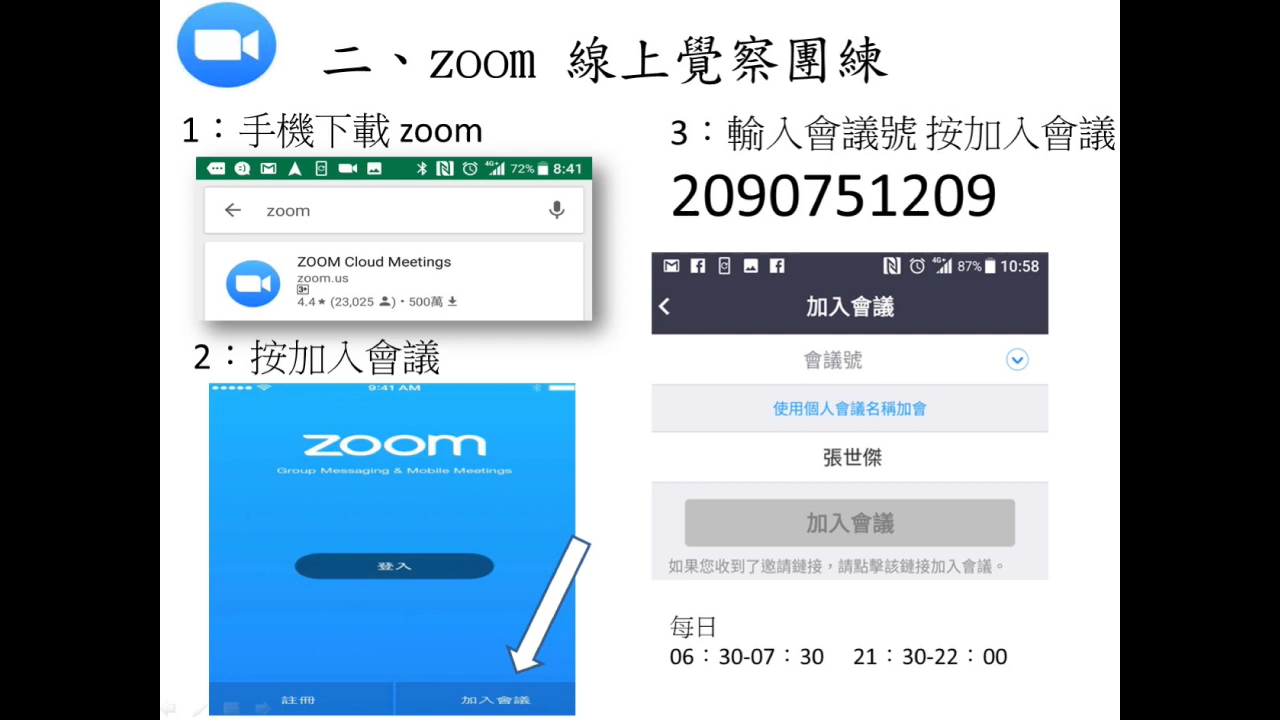 二、zoom 線上覺察團練
1：手機下載 zoom
72% 8:41
zoom
ZOOM Cloud Meetings
zoom.us
3+
4.4★ (23,025 )・500萬
2：按加入會議
9:41 AM
zoom
Group Messaging & Mobile Meetings
登入
註冊 加入會議
3：輸入會議號 按加入會議
2090751209
4G+ 87% 10:58
加入會議
會議號
使用個人會議名稱加會
張世傑
加入會議
如果您收到了邀請鏈接，請點擊該鏈接加入會議。
每日
06：30-07：30 21：30-22：00